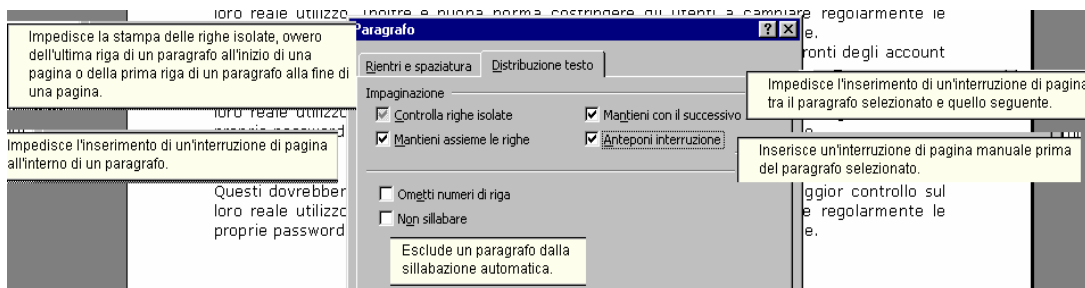 loro reale utilizzo. Inoltre è buona norma costringere gli utenti a cambiare regolarmente le
Impedisce la stampa delle righe isolate, ovvero
dell'ultima riga di un paragrafo all'inizio di una
pagina o della prima riga di un paragrafo alla fine di
una pagina.
Paragrafo
e.
ronti degli account
Rientri e spaziatura
Distribuzione testo
Impaginazione
Impedisce l'inserimento di un'interruzione di pagina
tra il paragrafo selezionato e quello seguente.
loro reale utilizzo
Controlla righe isolate
Mantieni con il successivo
proprie password
Mantieni assieme le righe
Anteponi interruzione
Impedisce l'inserimento di un'interruzione di pagina
all'interno di un paragrafo.
Inserisce un'interruzione di pagina manuale prima
del paragrafo selezionato.
Questi dovrebber
Ometti numeri di riga
ggior controllo sul
loro reale utilizzo
Non sillabare
e regolarmente le
proprie password
e.
Esclude un paragrafo dalla
sillabazione automatica.